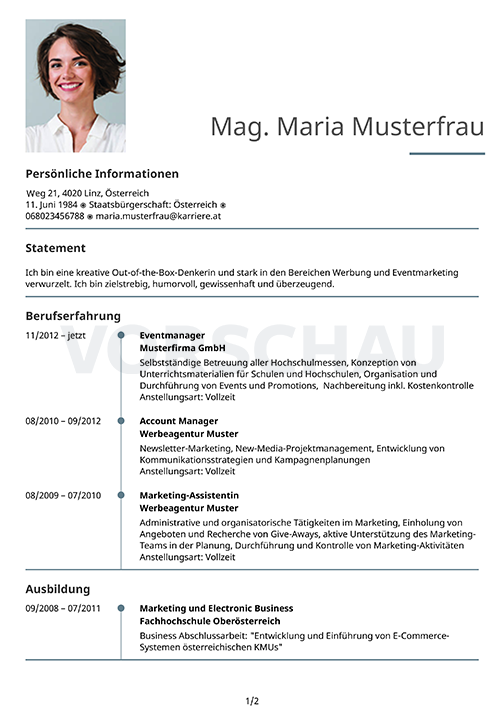 Mag. Maria Musterfrau
Persönliche Informationen
Weg 21, 4020 Linz, Österreich
11. Juni 1984 ◉ Staatsbürgerschaft: Österreich ◉
068023456788 ◉ maria.musterfrau@karriere.at
Statement
Ich bin eine kreative Out-of-the-Box-Denkerin und stark in den Bereichen Werbung und Eventmarketing
verwurzelt. Ich bin zielstrebig, humorvoll, gewissenhaft und überzeugend.
Berufserfahrung
VORSCHAU
11/2012 – jetzt Eventmanager
Musterfirma GmbH
Selbstständige Betreuung aller Hochschulmessen, Konzeption von
Unterrichtsmaterialien für Schulen und Hochschulen, Organisation und
Durchführung von Events und Promotions, Nachbereitung inkl. Kostenkontrolle
Anstellungsart: Vollzeit
08/2010 – 09/2012 Account Manager
Werbeagentur Muster
Newsletter-Marketing, New-Media-Projektmanagement, Entwicklung von
Kommunikationsstrategien und Kampagnenplanungen
Anstellungsart: Vollzeit
08/2009 – 07/2010 Marketing-Assistentin
Werbeagentur Muster
Administrative und organisatorische Tätigkeiten im Marketing, Einholung von
Angeboten und Recherche von Give-Aways, aktive Unterstützung des Marketing-
Teams in der Planung, Durchführung und Kontrolle von Marketing-Aktivitäten
Anstellungsart: Vollzeit
Ausbildung
09/2008 – 07/2011 Marketing und Electronic Business
Fachhochschule Oberösterreich
Business Abschlussarbeit: "Entwicklung und Einführung von E-Commerce-
Systemen österreichischen KMUs"
1/2